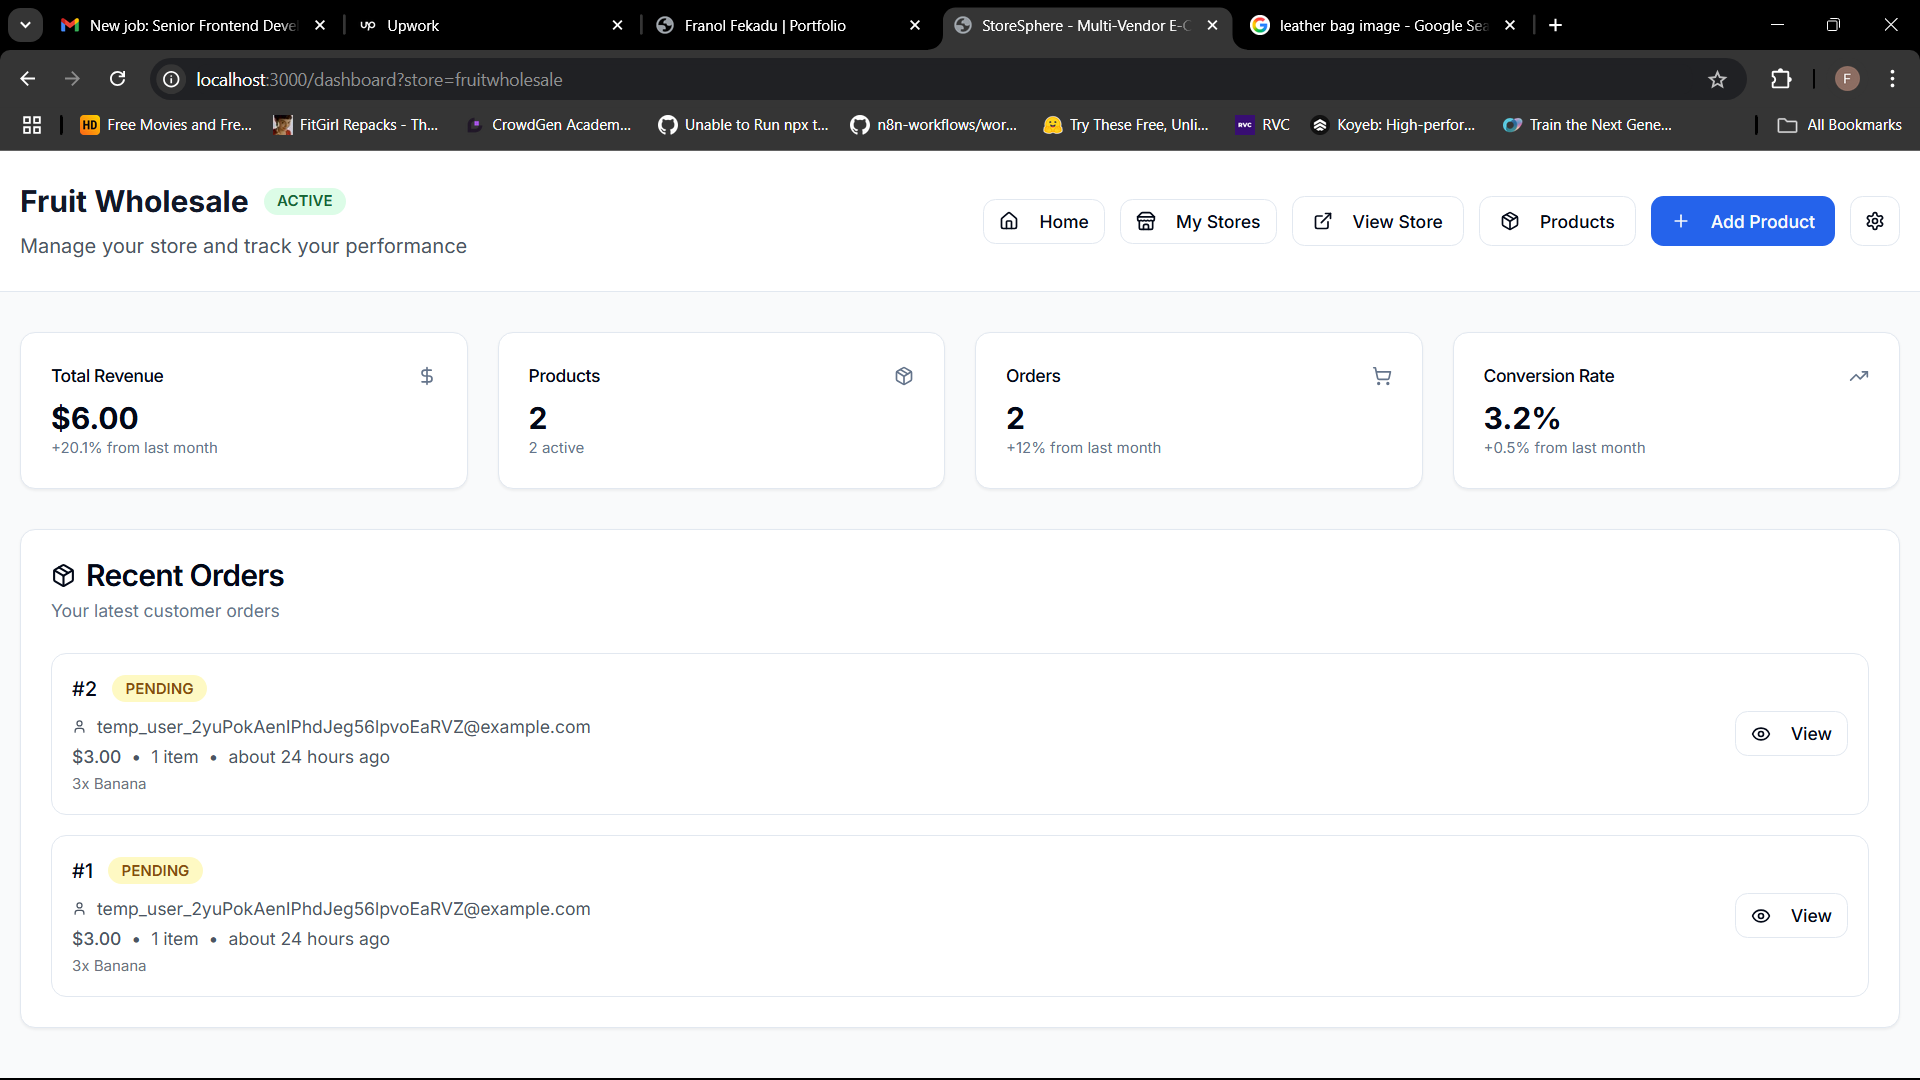 New job: Senior Frontend Deve
Upwork
Franol Fekadu | Portfolio
StoreSphere - Multi-Vendor E-C
leather bag image - Google Sea
localhost:3000/dashboard?store=fruitwholesale
F
Free Movies and Fre...
FitGirl Repacks - Th...
CrowdGen Academ...
Unable to Run npx t...
n8n-workflows/wor...
Try These Free, Unli...
RVC
Koyeb: High-perfor...
Train the Next Gene...
All Bookmarks
Fruit Wholesale
ACTIVE
Manage your store and track your performance
Home
My Stores
View Store
Products
Add Product
Total Revenue
$6.00
+20.1% from last month
Products
2
2 active
Orders
2
+12% from last month
Conversion Rate
3.2%
+0.5% from last month
Recent Orders
Your latest customer orders
#2 PENDING
temp_user_2yuPokAenIPhdJeg56lpvoEaRVZ@example.com
$3.00 • 1 item • about 24 hours ago
3x Banana
View
#1 PENDING
temp_user_2yuPokAenIPhdJeg56lpvoEaRVZ@example.com
$3.00 • 1 item • about 24 hours ago
3x Banana
View